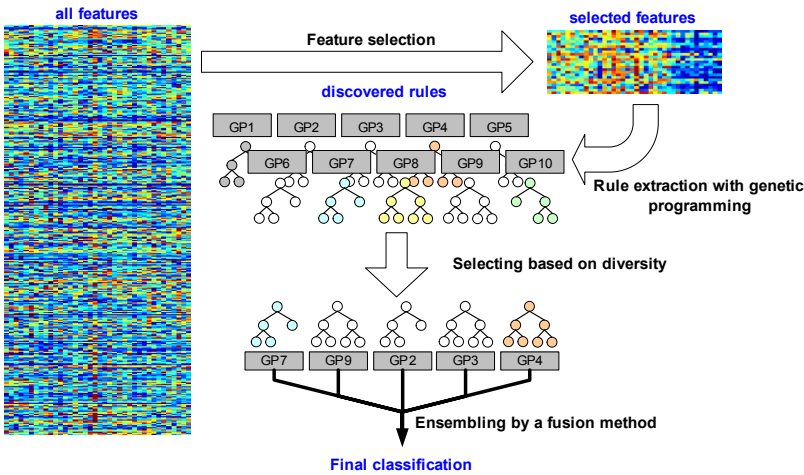 all features
selected features
Feature selection
discovered rules
GP1 GP2 GP3 GP4 GP5
GP6 GP7 GP8 GP9 GP10
Rule extraction with genetic
programming
Selecting based on diversity
GP7 GP9 GP2 GP3 GP4
Ensembling by a fusion method
Final classification